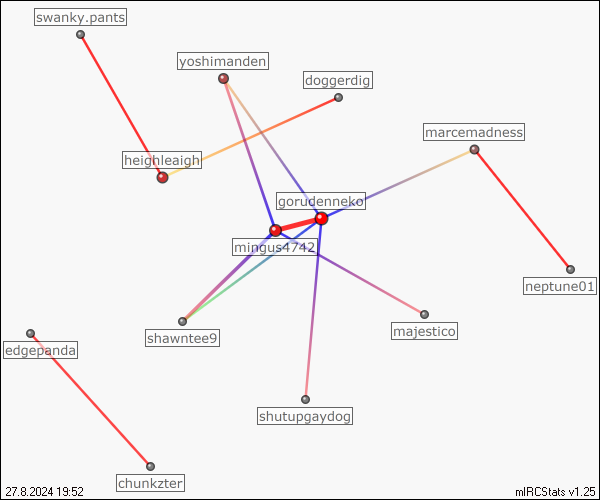 swanky.pants
yoshimanden
doggerdig
marcemadness
heighleaigh
gorudenneko
mingus4742
neptune01
majestico
shawntee9
edgepanda
shutupgaydog
chunkzter
27.8.2024 19:52
mIRCStats v1.25